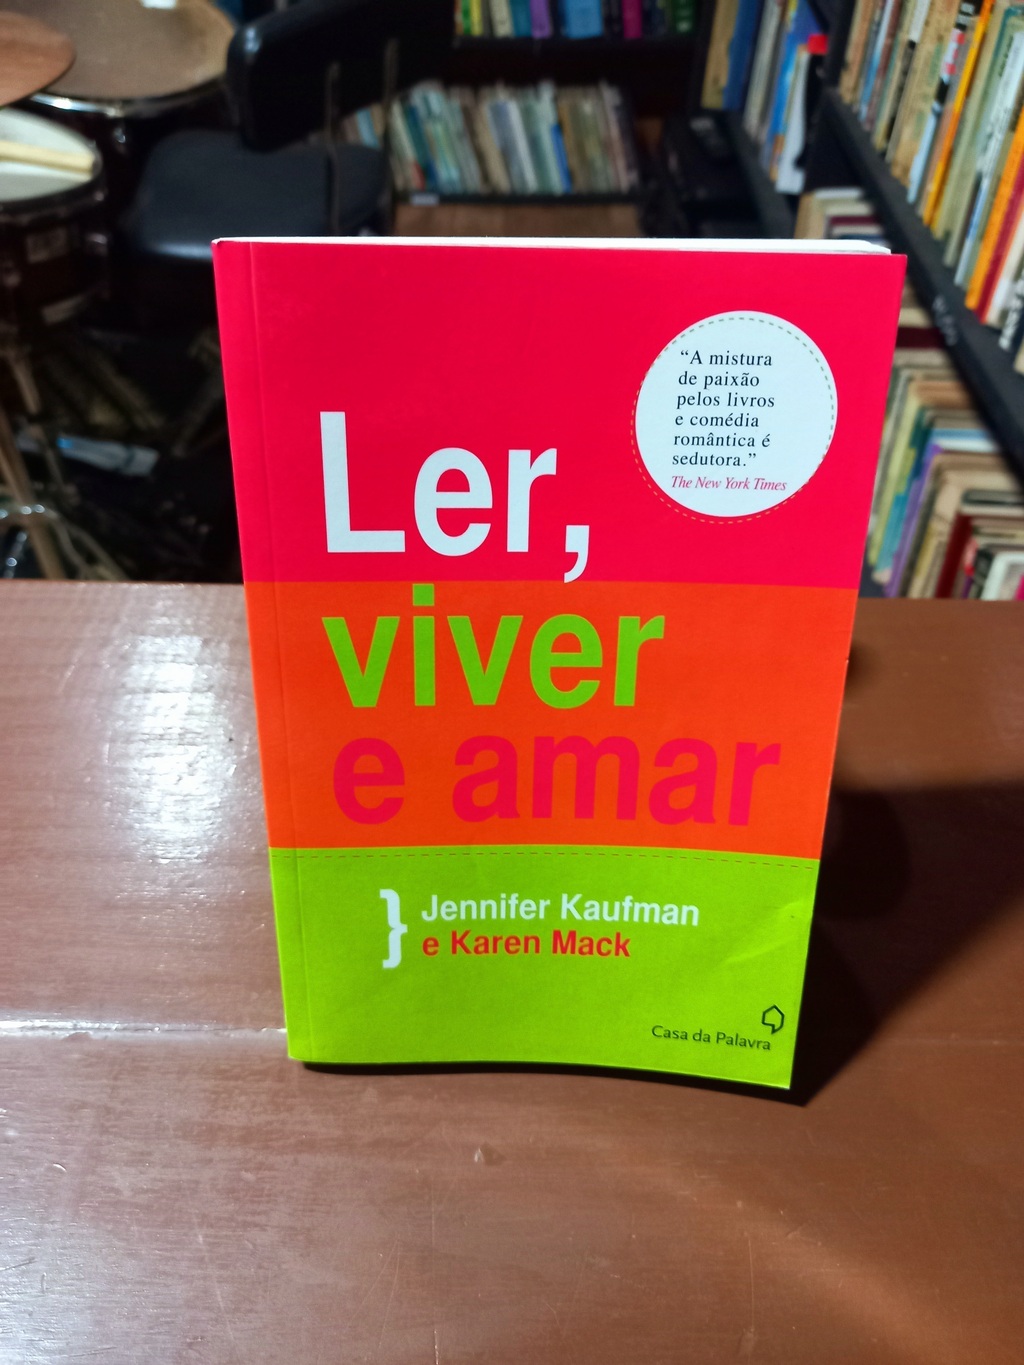 “A mistura
de paixão
pelos livros
e comédia
romântica é
sedutora.”
The New York Times
Ler,
viver
e amar
} Jennifer Kaufman
e Karen Mack
Casa da Palavra